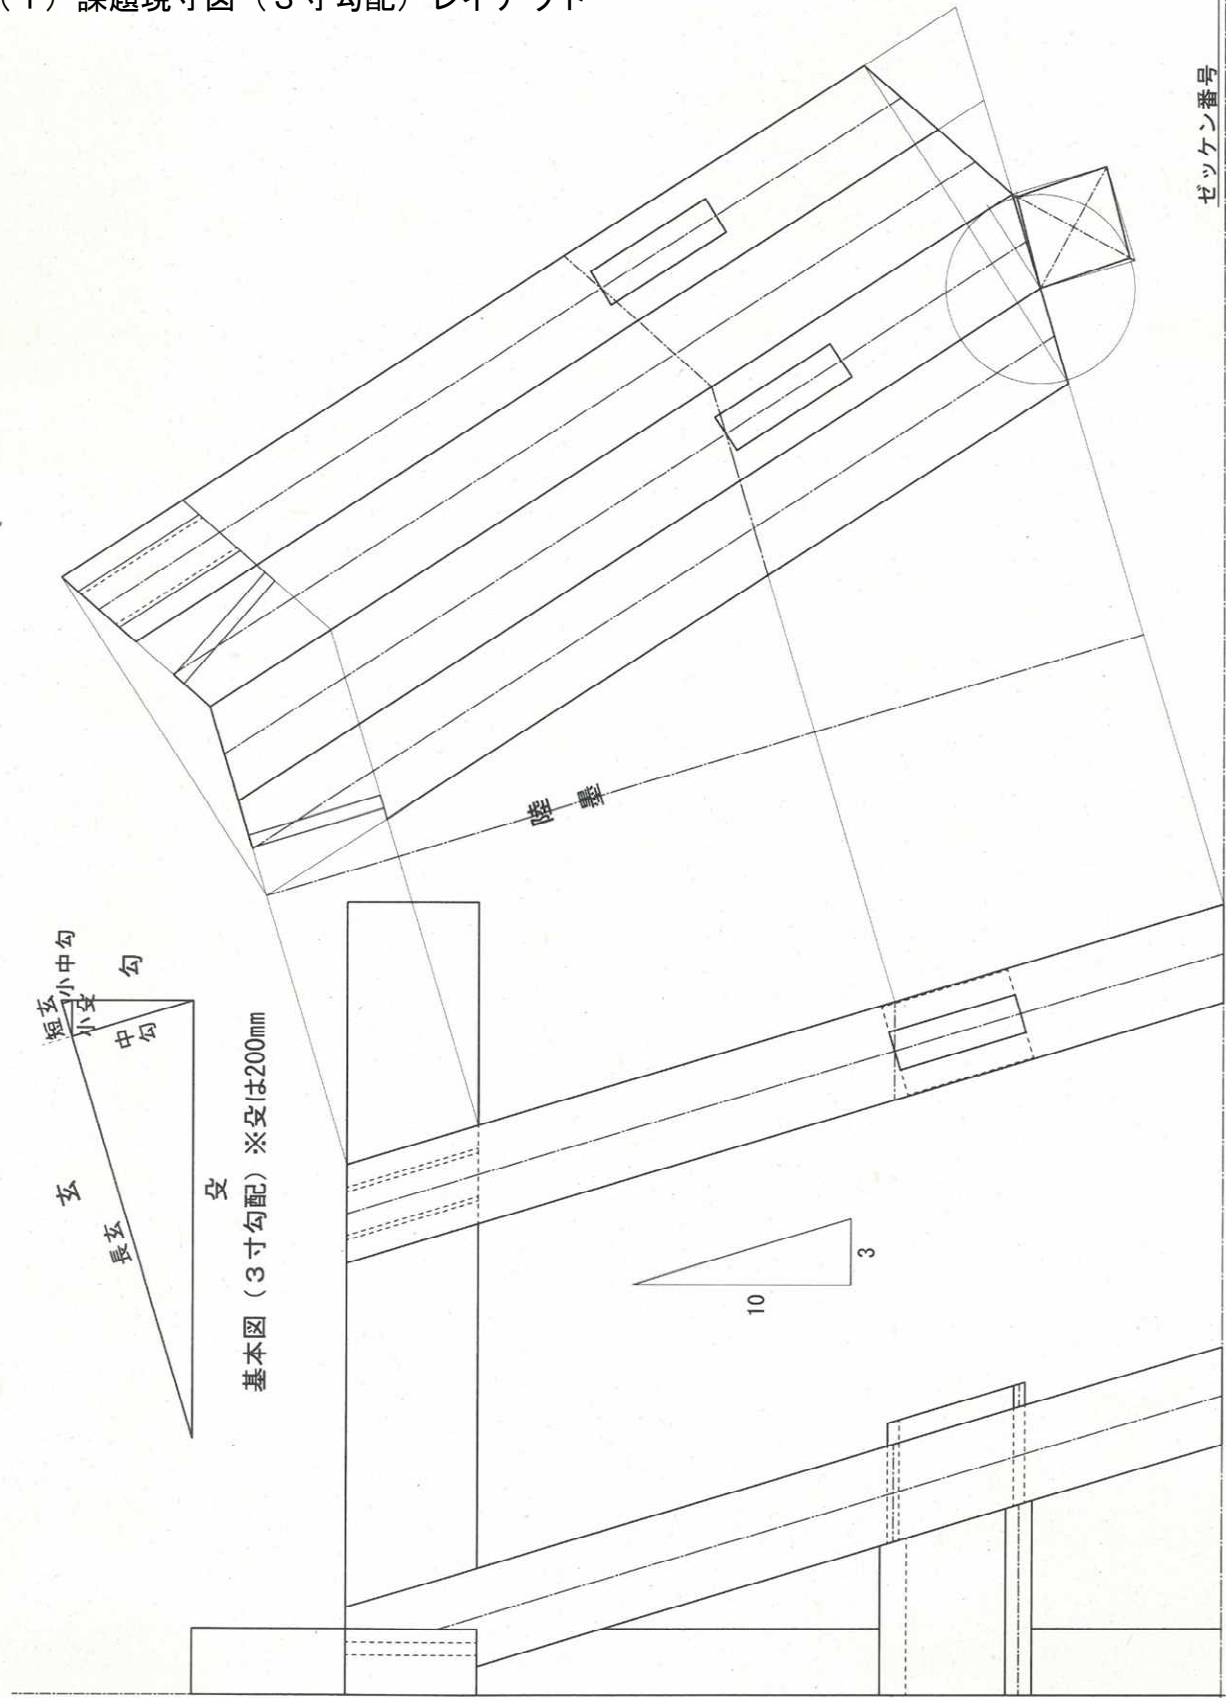 (1) 課題現寸図（3寸勾配）レイアウト
ゼッケン番号
短玄
小中勾
小殳
勾
中勾
玄
長玄
殳
基本図（3寸勾配）※殳は200mm
陸墨
10
3